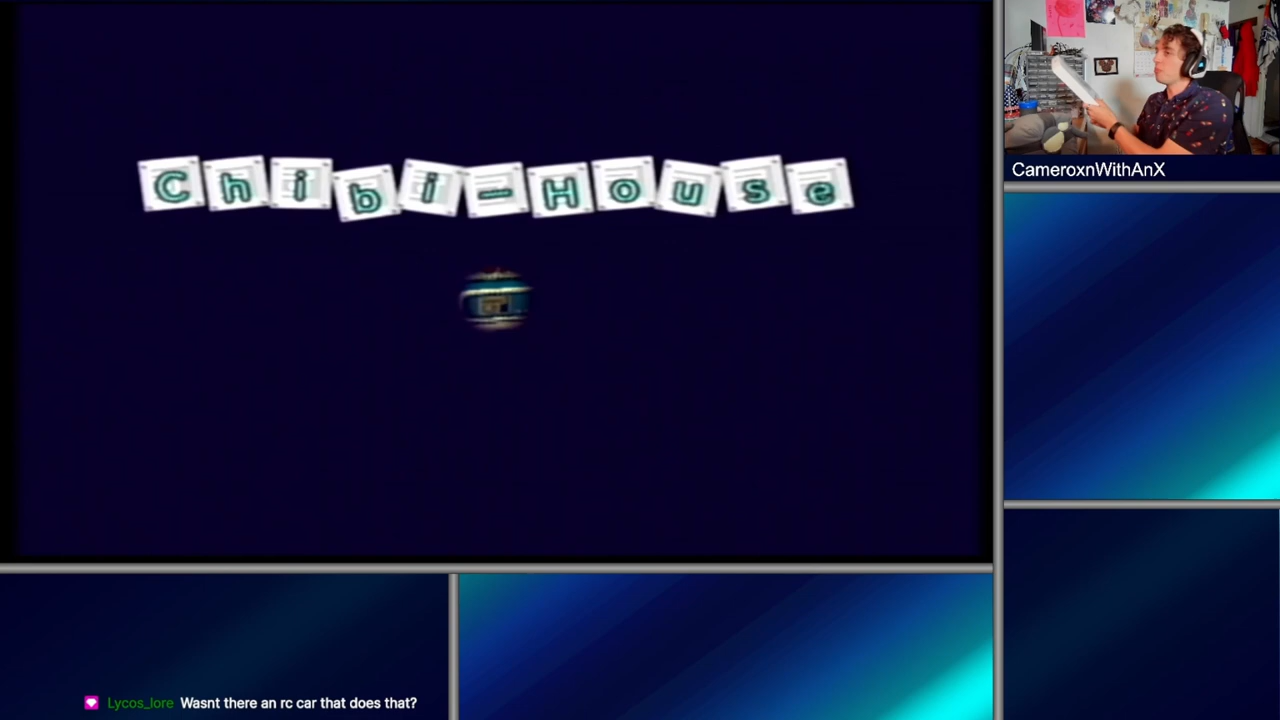 Chibi-House
CameroxnWithAnX
Lycos_lore Wasnt there an rc car that does that?